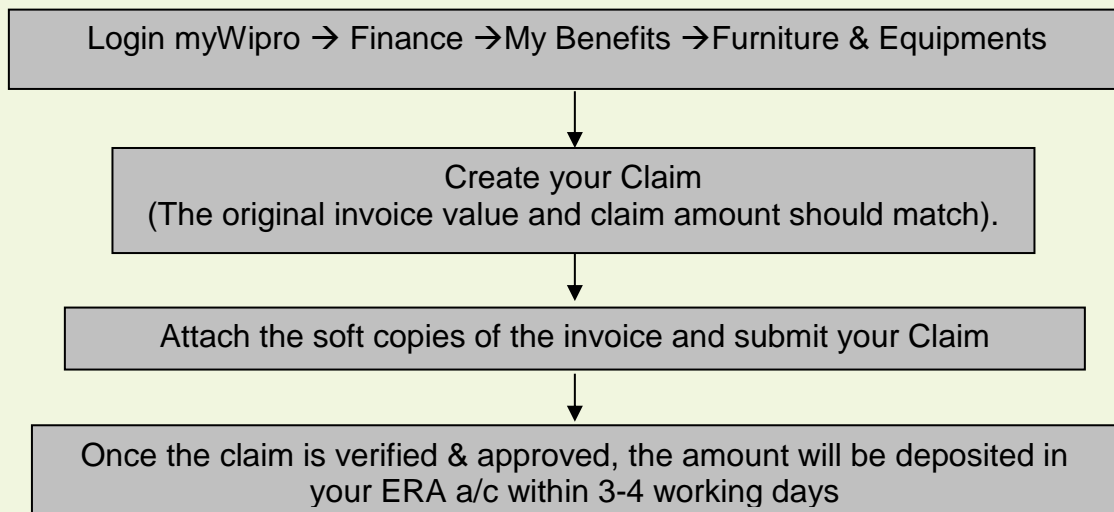 Login myWipro → Finance →My Benefits →Furniture & Equipments
Create your Claim
(The original invoice value and claim amount should match).
Attach the soft copies of the invoice and submit your Claim
Once the claim is verified & approved, the amount will be deposited in
your ERA a/c within 3-4 working days